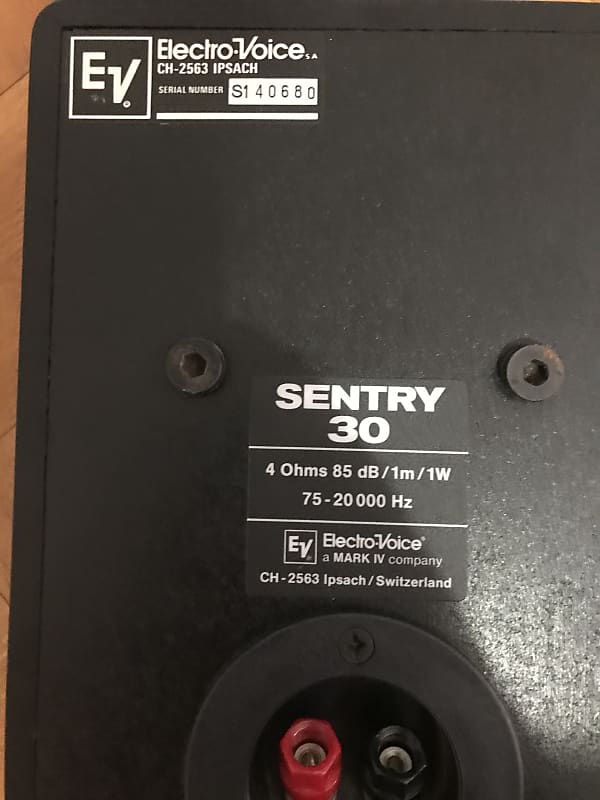 EV®
Electro-Voice S.A
CH-2563 IPSACH
SERIAL NUMBER S140680
SENTRY
30
4 Ohms 85 dB/1m/1W
75-20 000 Hz
EV Electro-Voice®
a MARK IV company
CH-2563 Ipsach/Switzerland